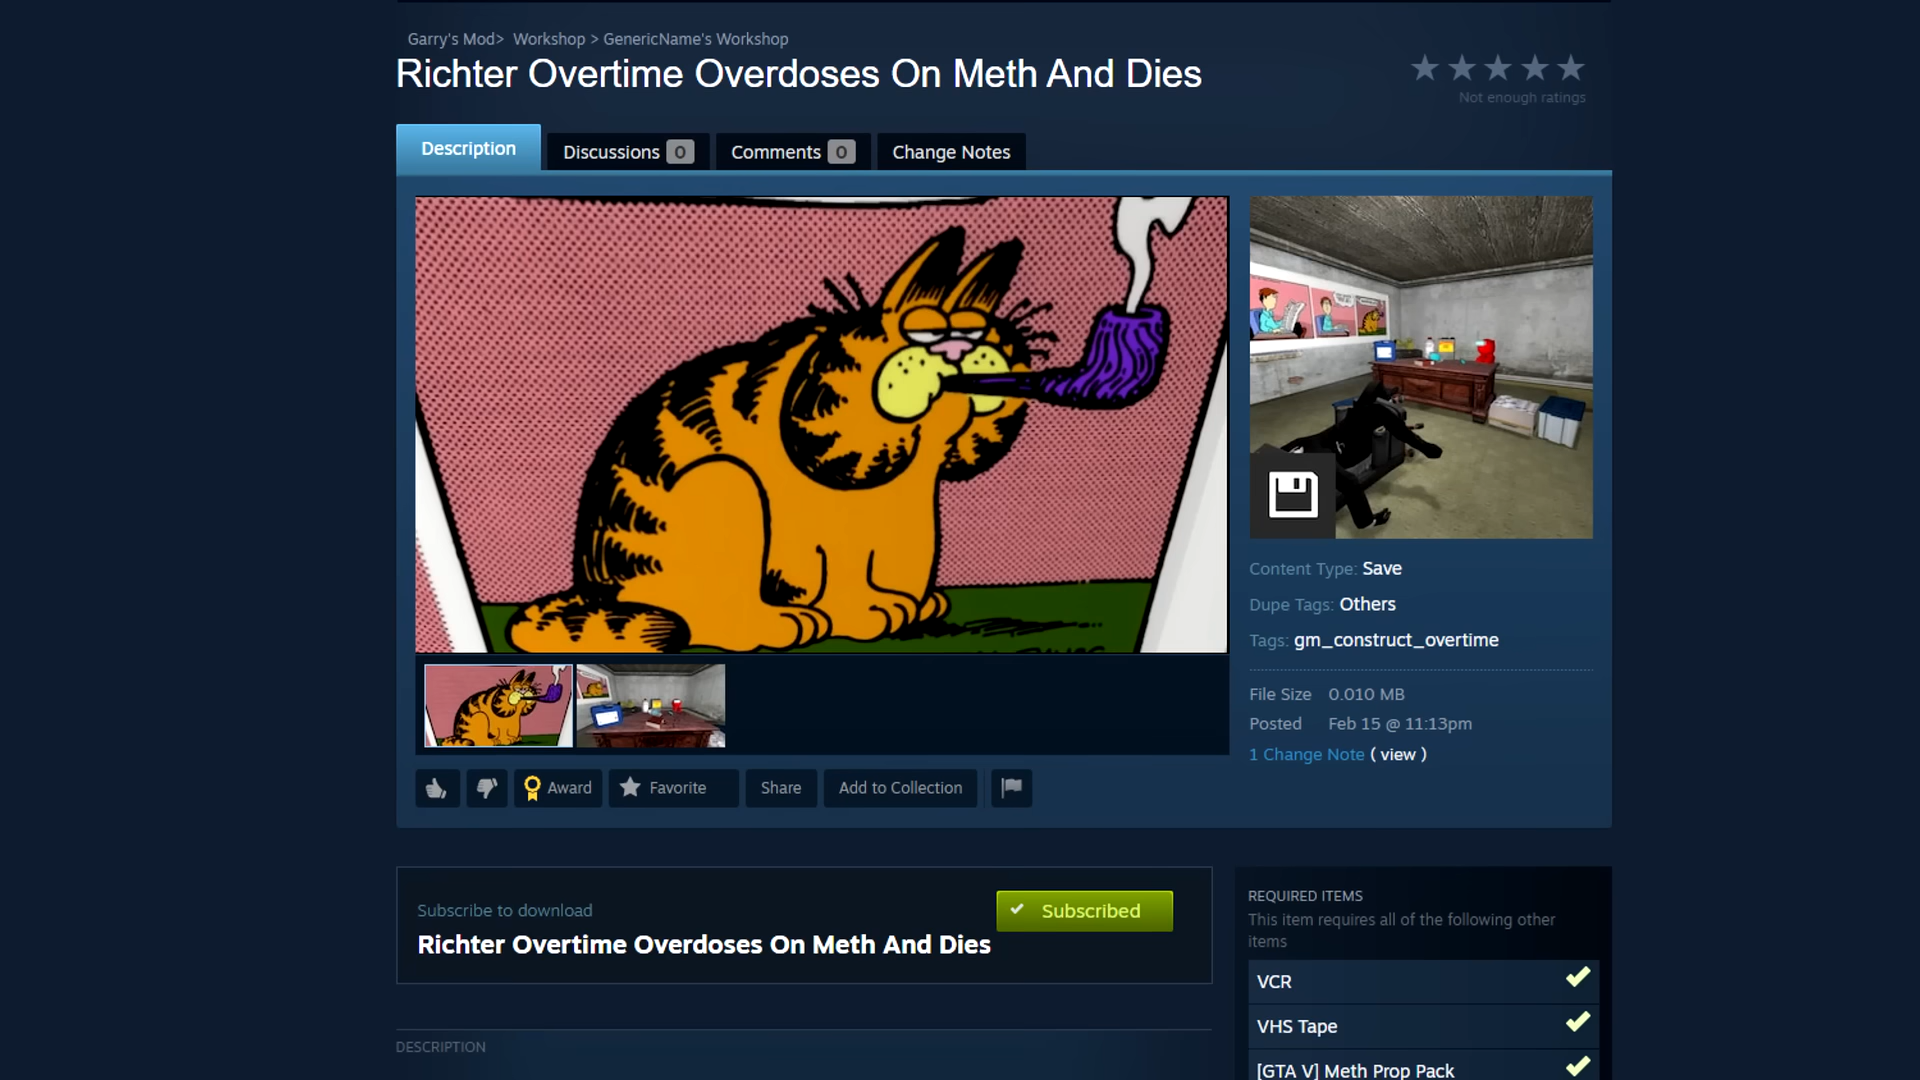 Garry's Mod> Workshop > GenericName's Workshop
Richter Overtime Overdoses On Meth And Dies
Not enough ratings
Description
Discussions 0
Comments 0
Change Notes
Content Type: Save
Dupe Tags: Others
Tags: gm_construct_overtime
File Size 0.010 MB
Posted Feb 15 @ 11:13pm
1 Change Note ( view )
Award
Favorite
Share
Add to Collection
Subscribe to download
Richter Overtime Overdoses On Meth And Dies
Subscribed
DESCRIPTION
REQUIRED ITEMS
This item requires all of the following other
items
VCR
VHS Tape
[GTA V] Meth Prop Pack